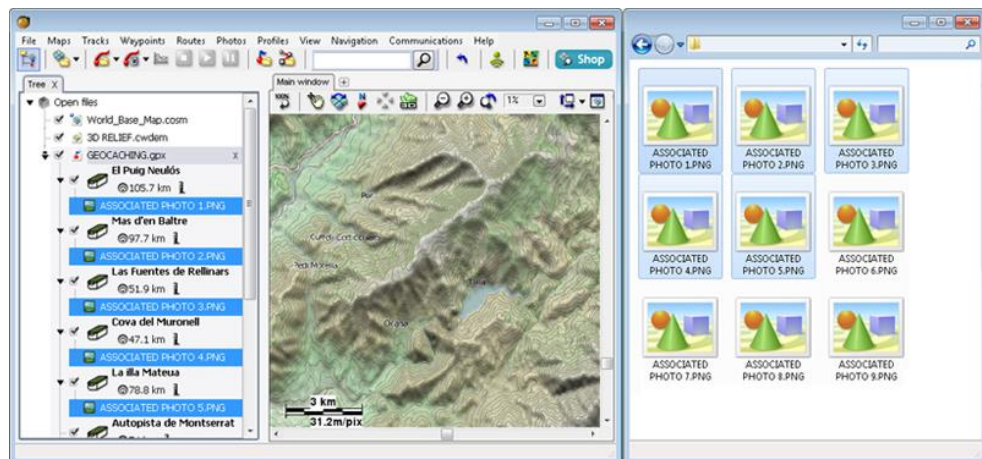 File Maps Tracks Waypoints Routes Photos Profiles View Navigation Communications Help
Shop
Tree X
Open files
World_Base_Map.cosm
3D RELIEF.cwdem
GEOCACHING.gpx x
El Puig Neulós
105.7 km
ASSOCIATED PHOTO 1.PNG
Mas d'en Baltre
97.7 km
ASSOCIATED PHOTO 2.PNG
Las Fuentes de Rellinars
51.9 km
ASSOCIATED PHOTO 3.PNG
Cova del Muronell
47.1 km
ASSOCIATED PHOTO 4.PNG
La illa Mateua
78.8 km
ASSOCIATED PHOTO 5.PNG
Autopista de Montserrat
Main window
100%
1%
3 km
31.2m/pix
ASSOCIATED
PHOTO 1.PNG
ASSOCIATED
PHOTO 2.PNG
ASSOCIATED
PHOTO 3.PNG
ASSOCIATED
PHOTO 4.PNG
ASSOCIATED
PHOTO 5.PNG
ASSOCIATED
PHOTO 6.PNG
ASSOCIATED
PHOTO 7.PNG
ASSOCIATED
PHOTO 8.PNG
ASSOCIATED
PHOTO 9.PNG